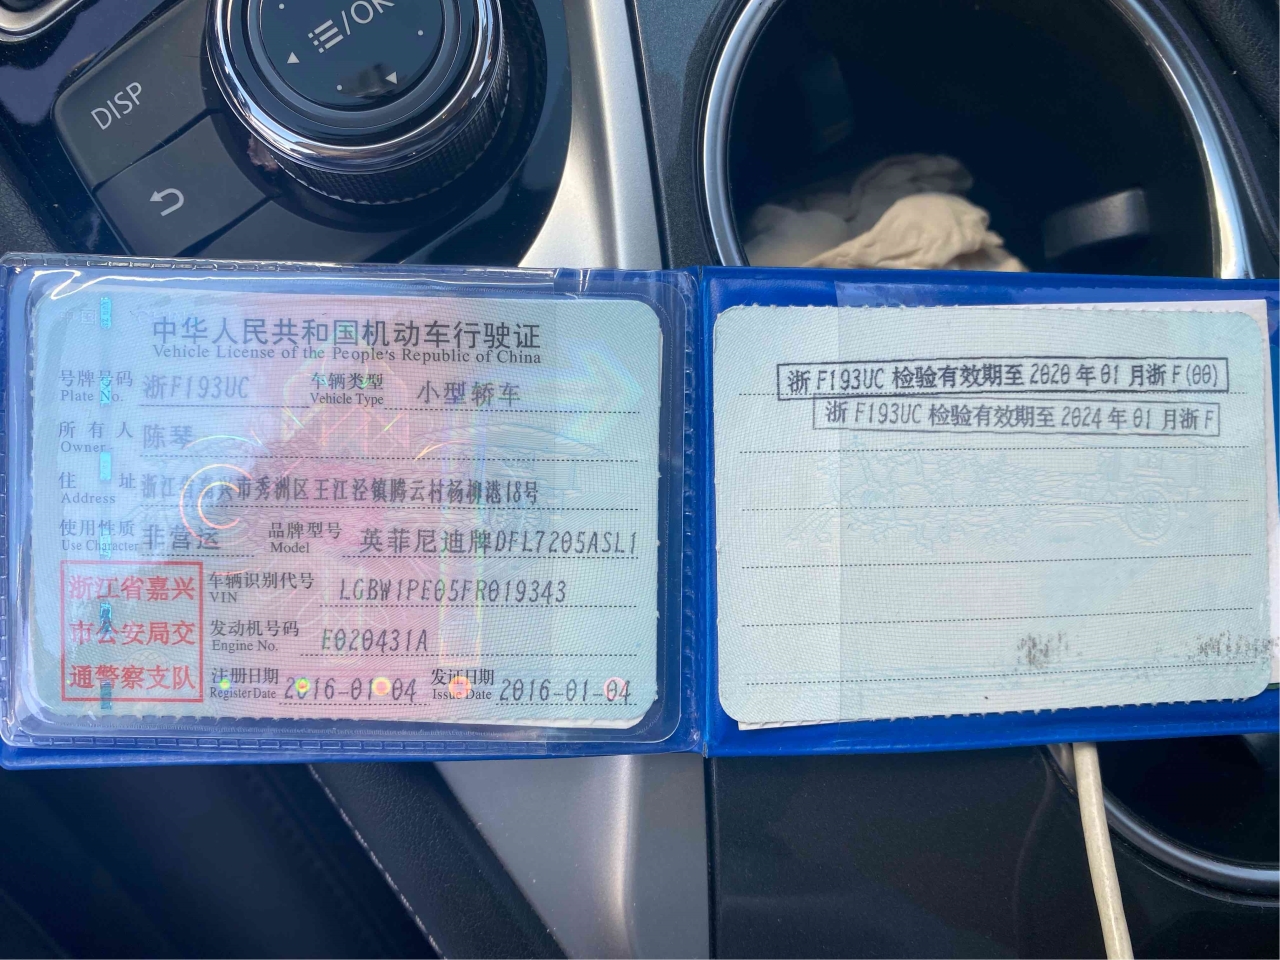 ☰/OK
DISP
中华人民共和国机动车行驶证
Vehicle License of the People's Republic of China
号牌号码 浙F193UC 车辆类型 小型轿车
Plate No. Vehicle Type
所有人 陈琴
Owner
住址 浙江省嘉兴市秀洲区王江泾镇腾云村杨柳港18号
Address
使用性质 非营运 品牌型号 英菲尼迪牌DFL7205ASL1
Use Character Model
浙江省嘉兴
市公安局交
通警察支队
车辆识别代号 LGBW1PE05FR019343
VIN
发动机号码 E020431A
Engine No.
注册日期 2016-01-04 发证日期 2016-01-04
Register Date Issue Date
浙F193UC 检验有效期至2020年01月浙F(00)
浙F193UC 检验有效期至2024年01月浙F